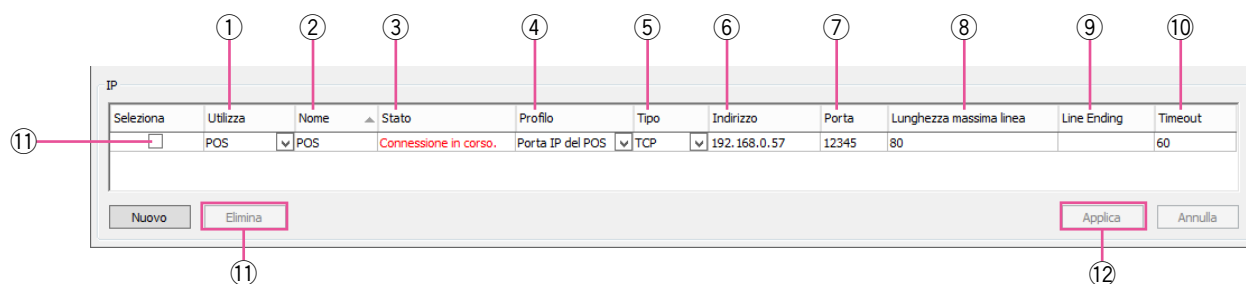 ① ② ③ ④ ⑤ ⑥ ⑦ ⑧ ⑨ ⑩
IP
Seleziona Utilizza Nome Stato Profilo Tipo Indirizzo Porta Lunghezza massima linea Line Ending Timeout
⑪ POS POS Connessione in corso. Porta IP del POS TCP 192.168.0.57 12345 80 60
Nuovo Elimina Applica Annulla
⑪ ⑫